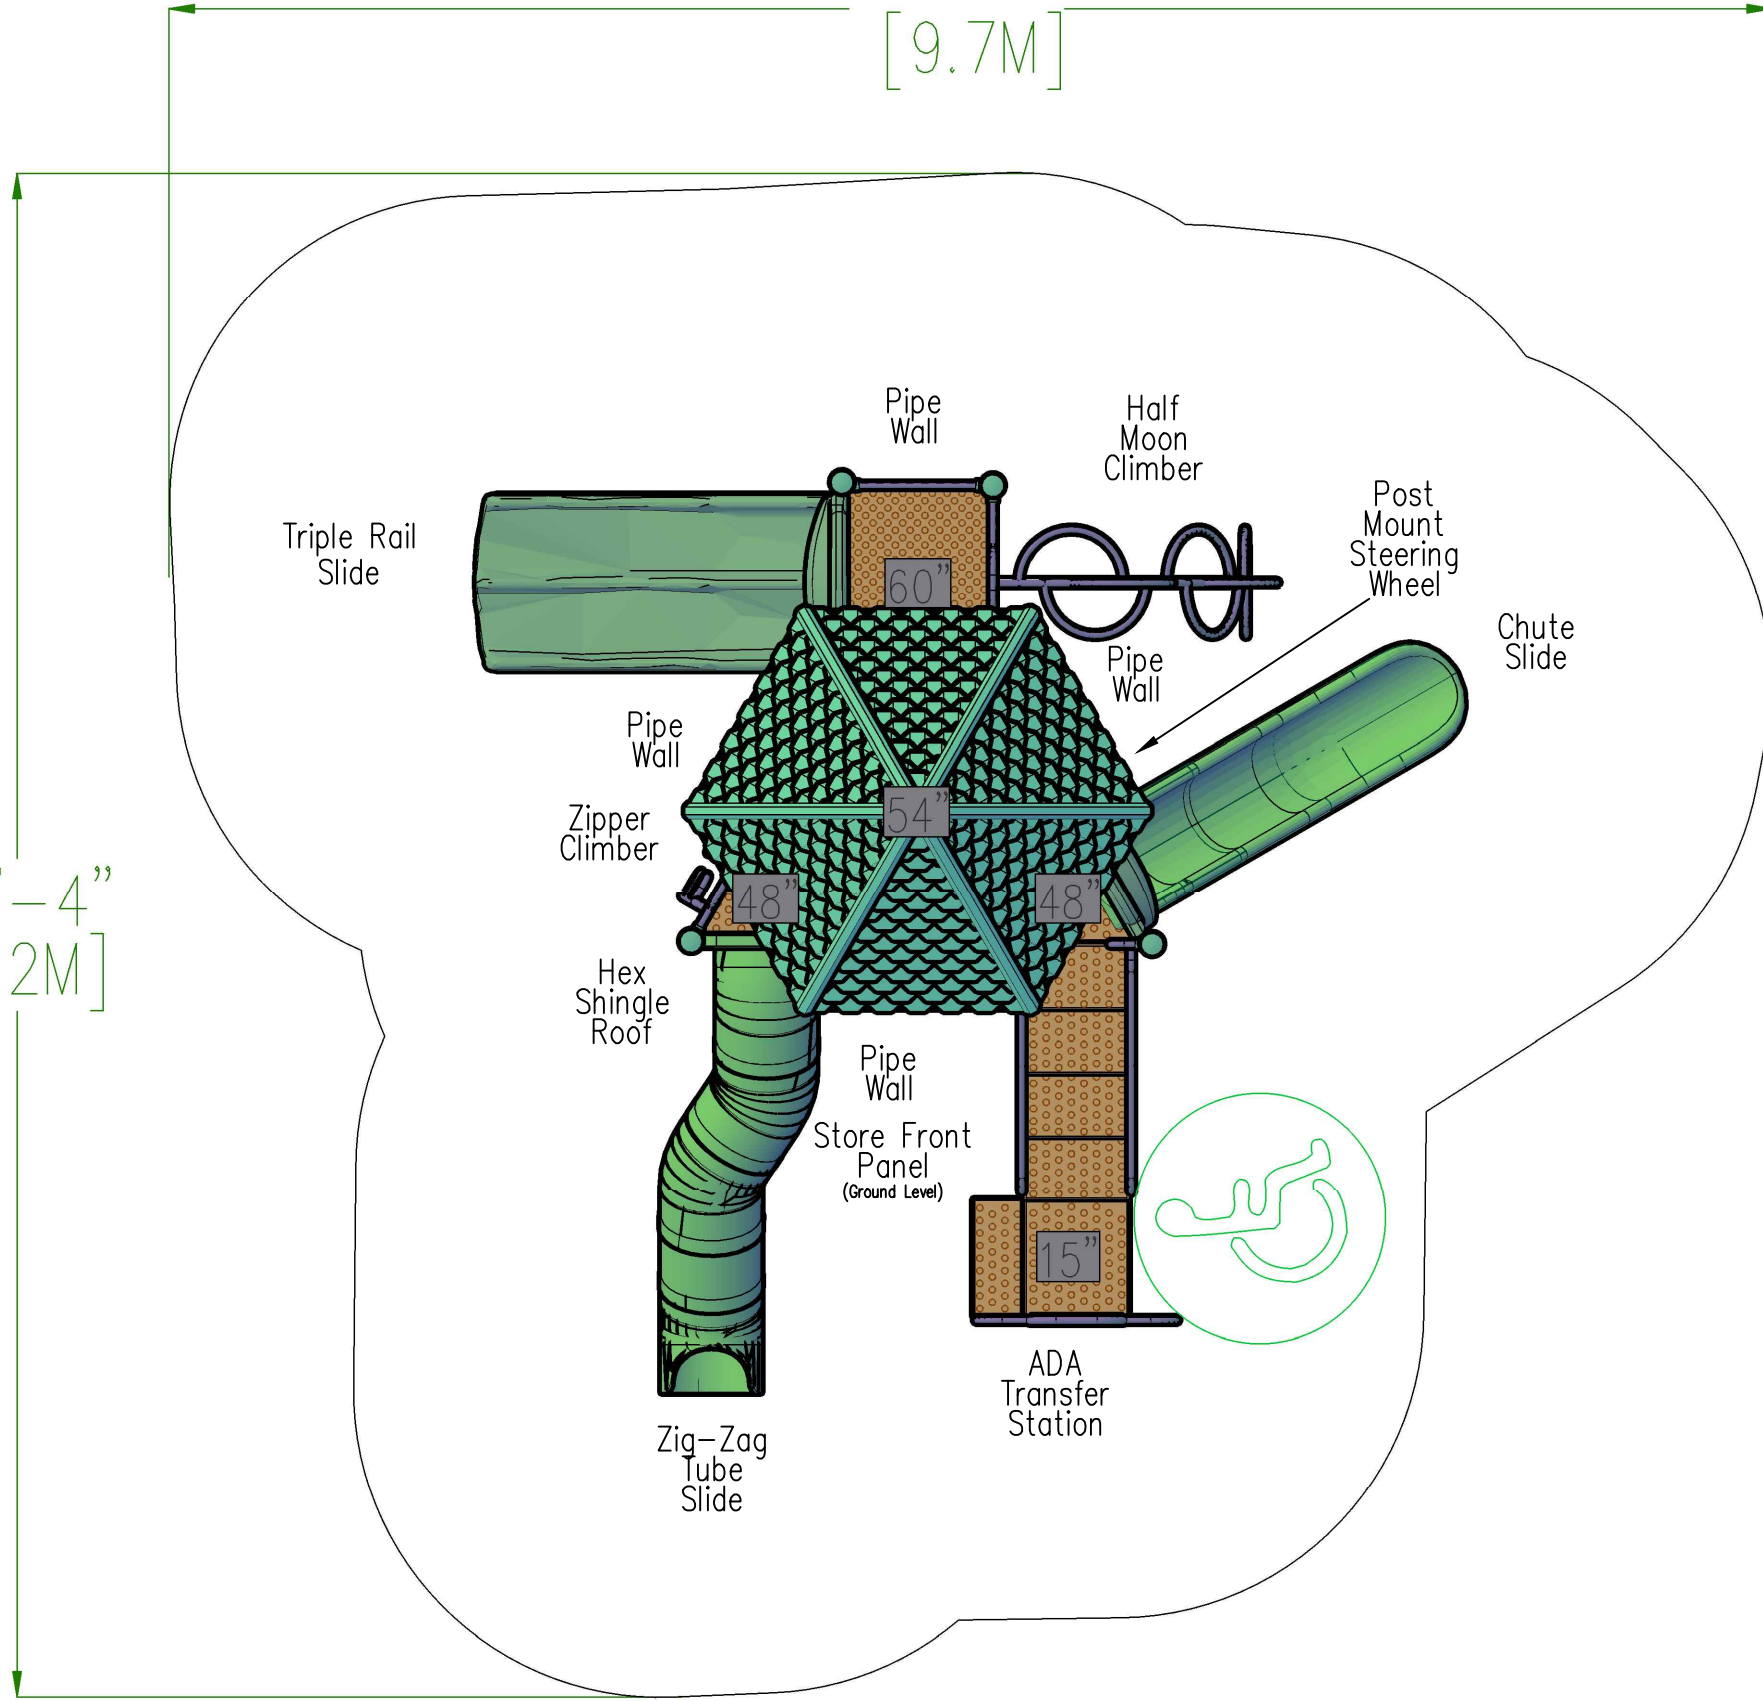 [9.7M]
Pipe
Wall
Half
Moon
Climber
Post
Mount
Steering
Wheel
Triple Rail
Slide
60"
Chute
Slide
Pipe
Wall
Pipe
Wall
54"
Zipper
Climber
48"
48"
-4"
2M]
Hex
Shingle
Roof
Pipe
Wall
Store Front
Panel
(Ground Level)
15"
ADA
Transfer
Station
Zig-Zag
Tube
Slide